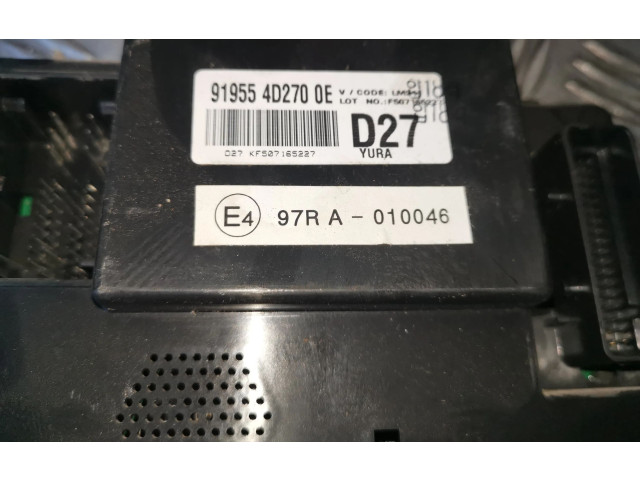 91955 4D270 0E V / CODE:
LOT NO.:
D27
D27 KF507165227
YURA
E4 97R A - 010046